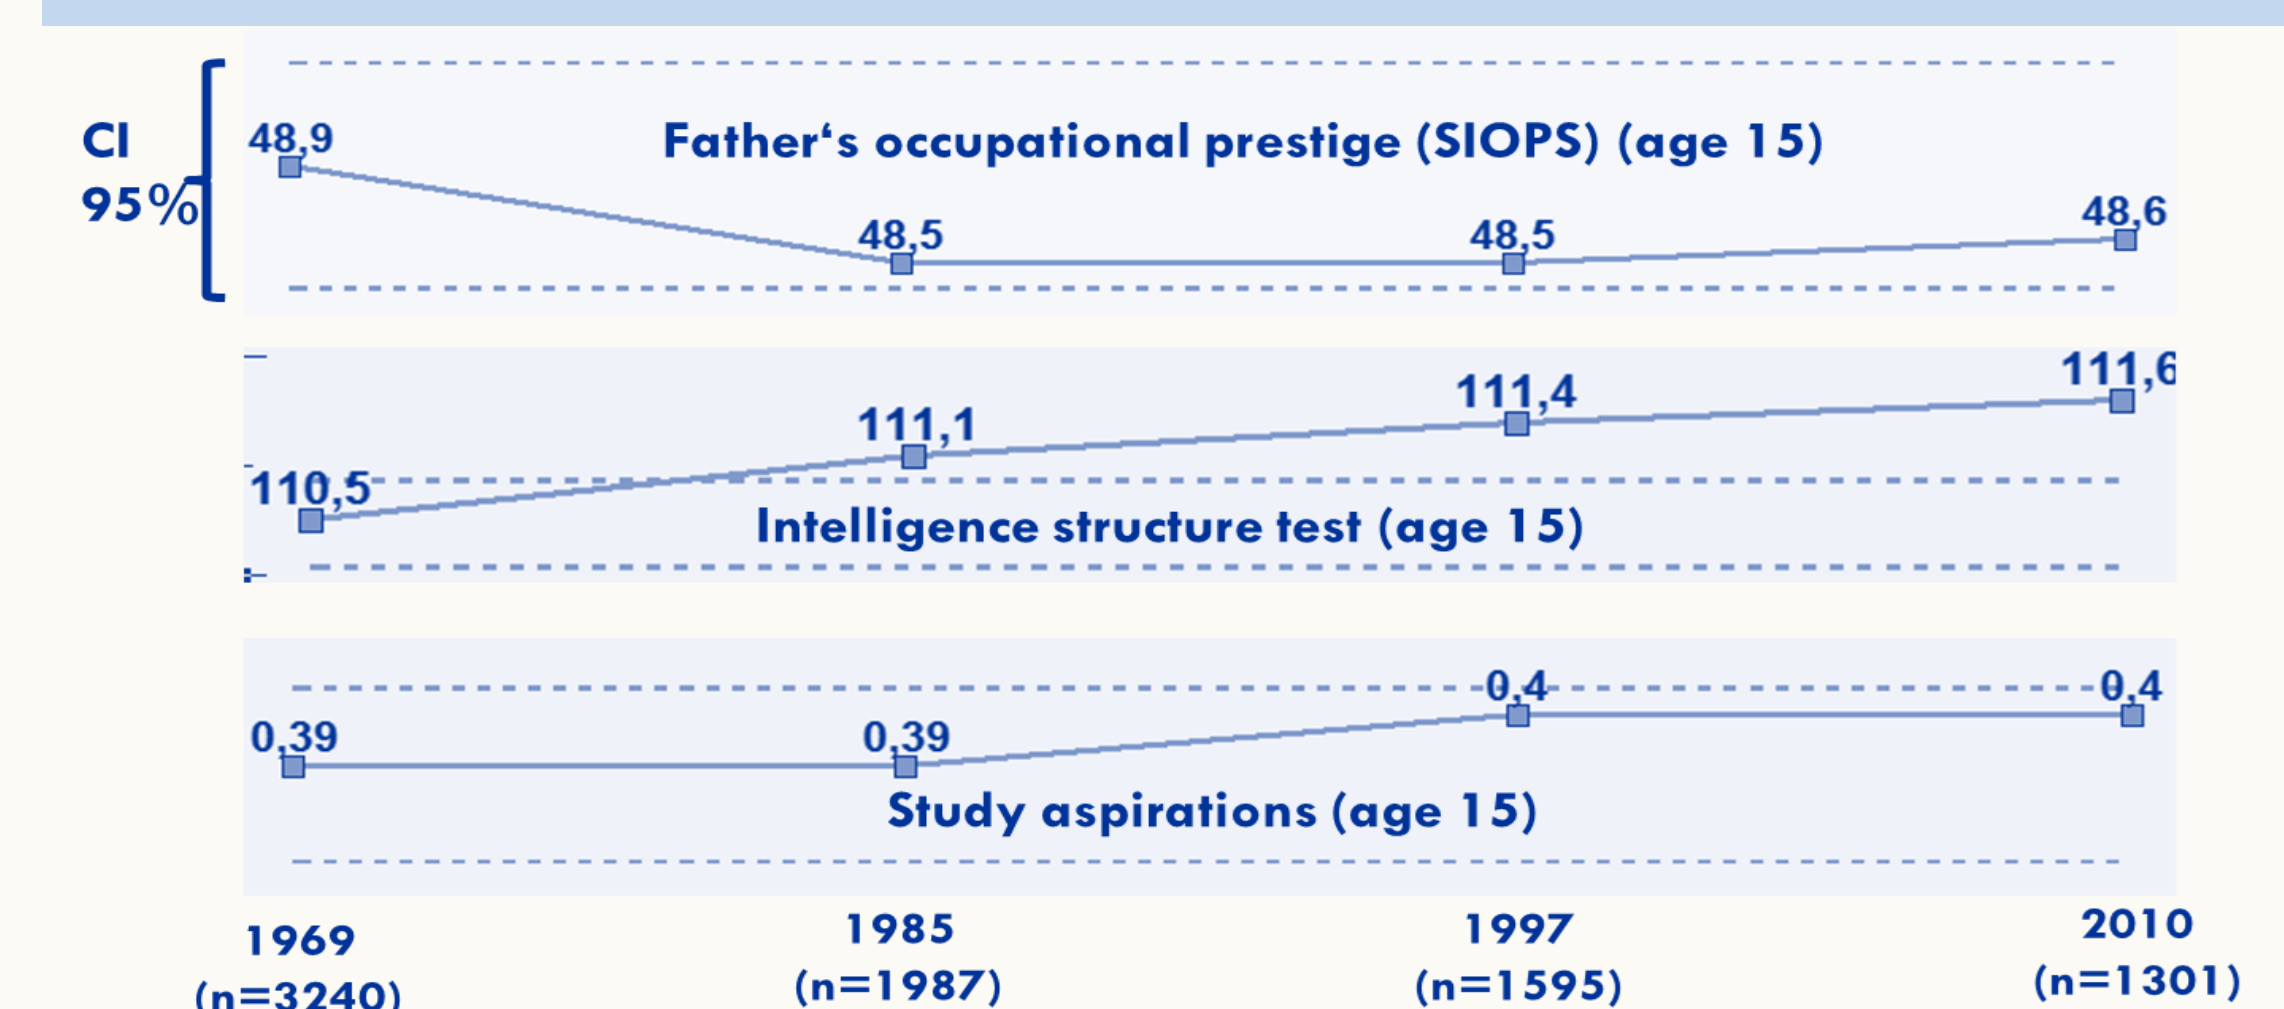 CI
95%
48,9
Father‘s occupational prestige (SIOPS) (age 15)
48,5
48,5
48,6
110,5
111,1
111,4
111,6
Intelligence structure test (age 15)
0,39
0,39
0,4
0,4
Study aspirations (age 15)
1969
(n=3240)
1985
(n=1987)
1997
(n=1595)
2010
(n=1301)